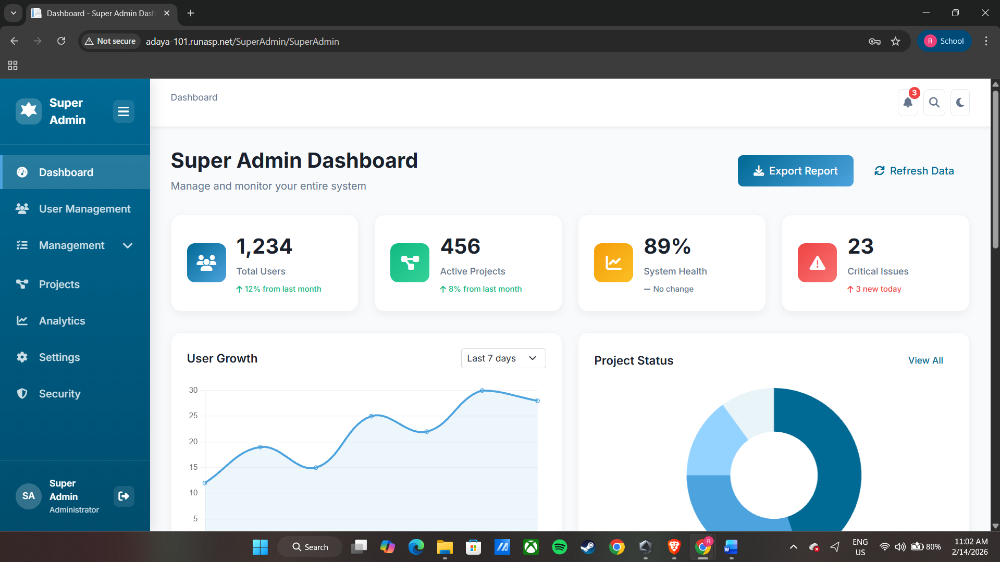 Dashboard - Super Admin Dash
Not secure
adaya-101.runasp.net/SuperAdmin/SuperAdmin
R
School
Super
Admin
Dashboard
User Management
Management
Projects
Analytics
Settings
Security
SA
Super
Admin
Administrator
Dashboard
3
Super Admin Dashboard
Manage and monitor your entire system
Export Report
Refresh Data
1,234
Total Users
12% from last month
456
Active Projects
8% from last month
89%
System Health
No change
23
Critical Issues
3 new today
User Growth
Last 7 days
30
25
20
15
10
5
Project Status
View All
Search
R
W
ENG
US
80%
11:02 AM
2/14/2026